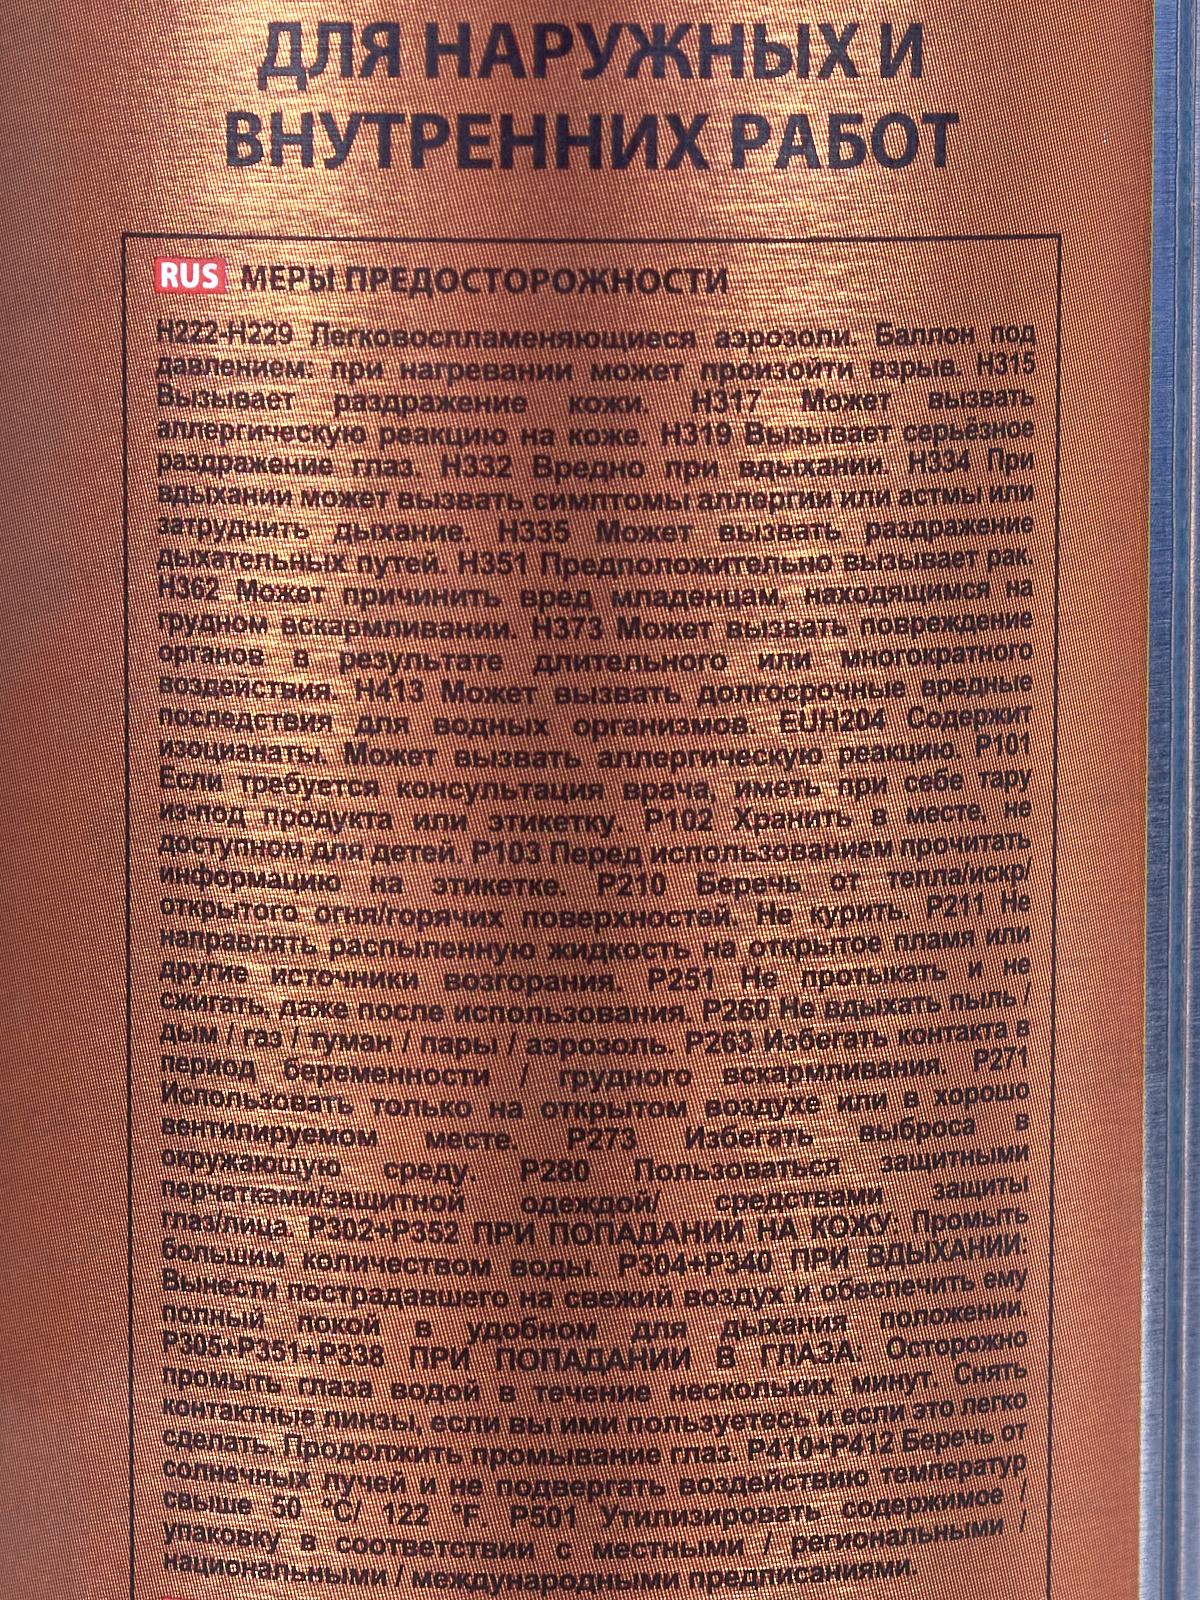 ДЛЯ НАРУЖНЫХ И
ВНУТРЕННИХ РАБОТ
RUS МЕРЫ ПРЕДОСТОРОЖНОСТИ
H222-H229 Легковоспламеняющиеся аэрозоли. Баллон под
давлением: при нагревании может произойти взрыв. H315
Вызывает раздражение кожи. H317 Может вызвать
аллергическую реакцию на коже. H319 Вызывает серьёзное
раздражение глаз. H332 Вредно при вдыхании. H334 При
вдыхании может вызвать симптомы аллергии или астмы или
затруднить дыхание. H335 Может вызвать раздражение
дыхательных путей. H351 Предположительно вызывает рак.
H362 Может причинить вред младенцам, находящимся на
грудном вскармливании. H373 Может вызвать повреждение
органов в результате длительного или многократного
воздействия. H413 Может вызвать долгосрочные вредные
последствия для водных организмов. EUH204 Содержит
изоцианаты. Может вызвать аллергическую реакцию. P101
Если требуется консультация врача, иметь при себе тару
из-под продукта или этикетку. P102 Хранить в месте, не
доступном для детей. P103 Перед использованием прочитать
информацию на этикетке. P210 Беречь от тепла/искр/
открытого огня/горячих поверхностей. Не курить. P211 Не
направлять распыленную жидкость на открытое пламя или
другие источники возгорания. P251 Не протыкать и не
сжигать, даже после использования. P260 Не вдыхать пыль /
дым / газ / туман / пары / аэрозоль. P263 Избегать контакта в
период беременности / грудного вскармливания. P271
Использовать только на открытом воздухе или в хорошо
вентилируемом месте. P273 Избегать выброса в
окружающую среду. P280 Пользоваться защитными
перчатками/защитной одеждой/ средствами защиты
глаз/лица. P302+P352 ПРИ ПОПАДАНИИ НА КОЖУ: Промыть
большим количеством воды. P304+P340 ПРИ ВДЫХАНИИ:
Вынести пострадавшего на свежий воздух и обеспечить ему
полный покой в удобном для дыхания положении.
P305+P351+P338 ПРИ ПОПАДАНИИ В ГЛАЗА: Осторожно
промыть глаза водой в течение нескольких минут. Снять
контактные линзы, если вы ими пользуетесь и если это легко
сделать. Продолжить промывание глаз. P410+P412 Беречь от
солнечных лучей и не подвергать воздействию температур
свыше 50 °C/ 122 °F. P501 Утилизировать содержимое /
упаковку в соответствии с местными / региональными /
национальными / международными предписаниями.